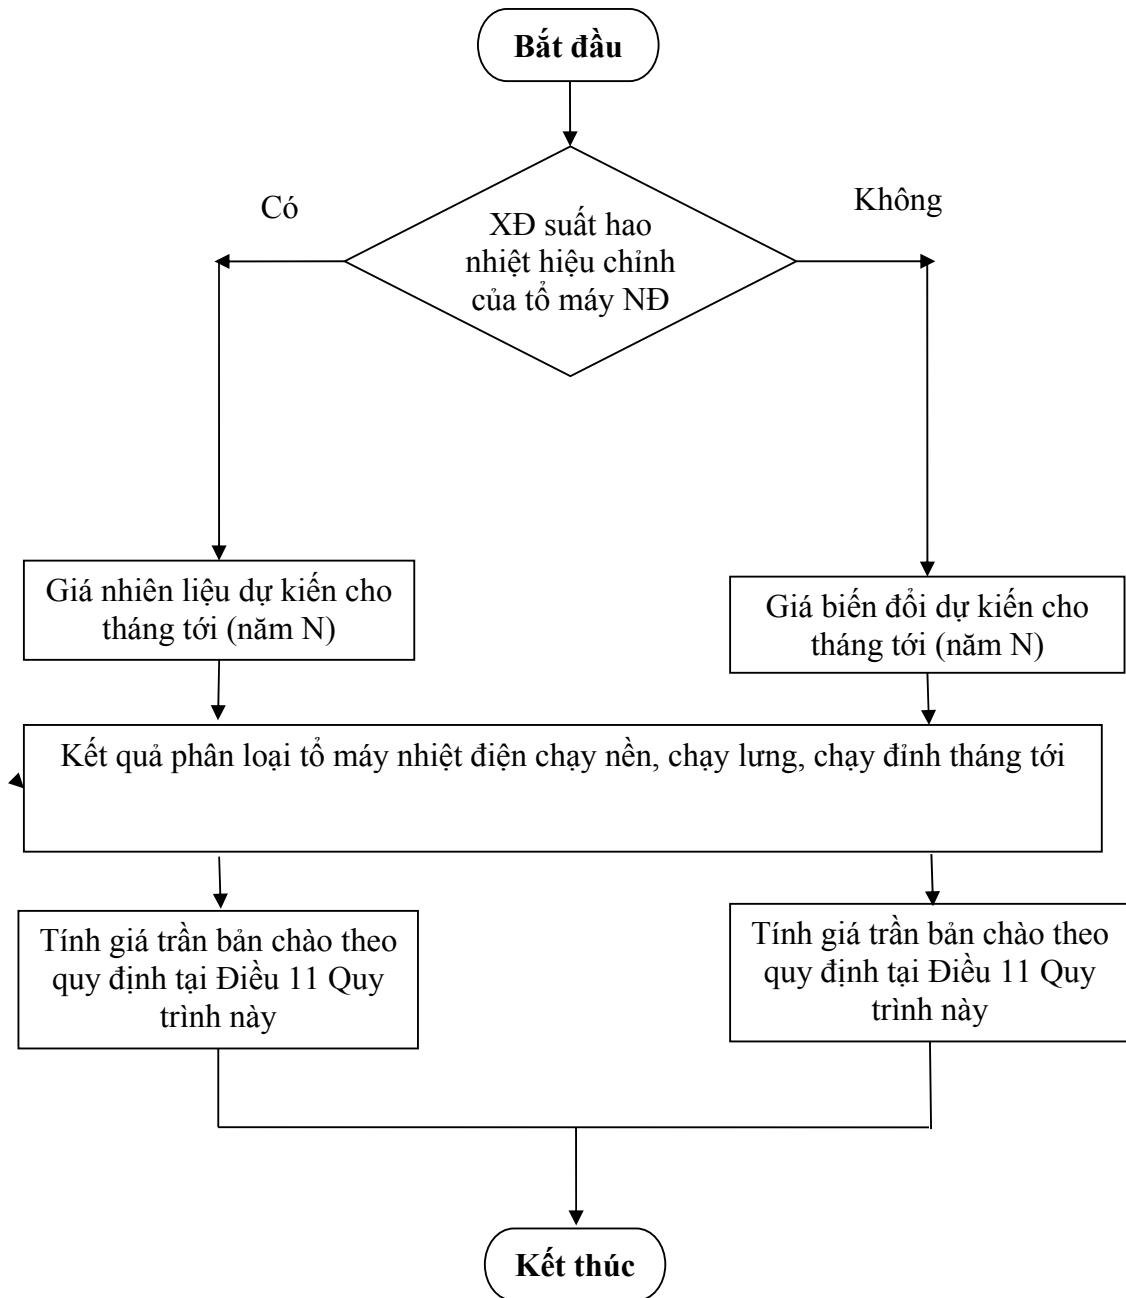 Bắt đầu
Có
Không
XĐ suất hao
nhiệt hiệu chỉnh
của tổ máy NĐ
Giá nhiên liệu dự kiến cho
tháng tới (năm N)
Giá biến đổi dự kiến cho
tháng tới (năm N)
Kết quả phân loại tổ máy nhiệt điện chạy nền, chạy lưng, chạy đỉnh tháng tới
Tính giá trần bản chào theo
quy định tại Điều 11 Quy
trình này
Tính giá trần bản chào theo
quy định tại Điều 11 Quy
trình này
Kết thúc